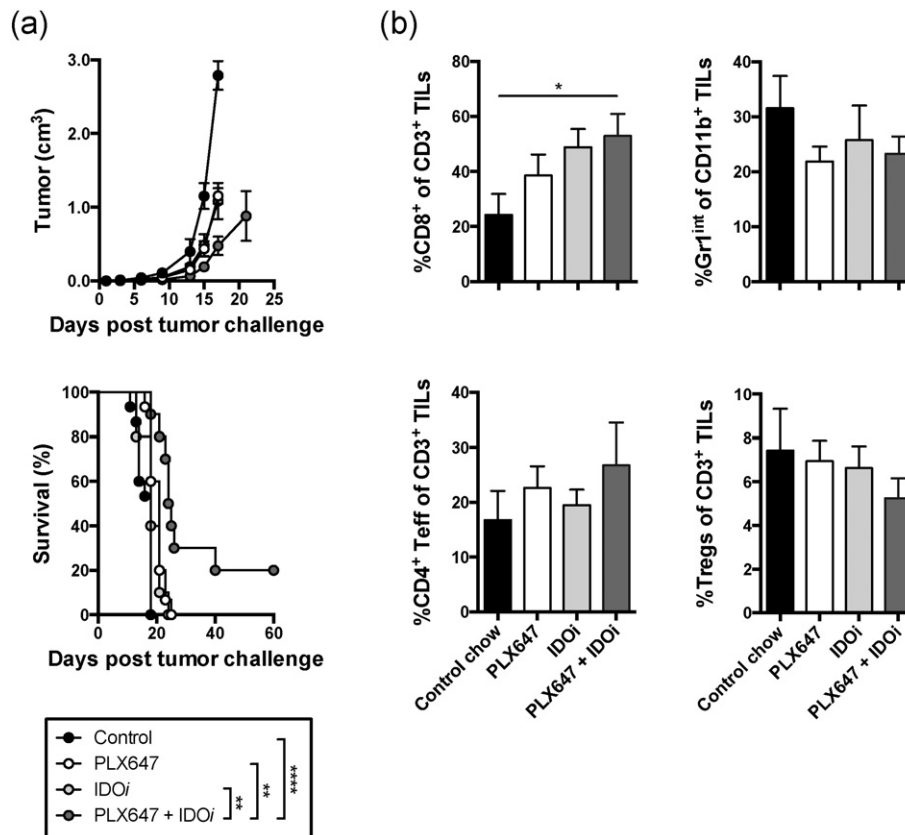 (a)
Tumor (cm³)
3.0
2.0
1.0
0.0
0 5 10 15 20 25
Days post tumor challenge
Survival (%)
100
80
60
40
20
0
0 20 40 60
Days post tumor challenge
Control
PLX647
IDOi
PLX647 + IDOi
**
**
****
(b)
%CD8⁺ of CD3⁺ TILs
80
60
40
20
0
*
%Gr1ⁱⁿᵗ of CD11b⁺ TILs
40
30
20
10
0
%CD4⁺ Teff of CD3⁺ TILs
40
30
20
10
0
Control chow
PLX647
IDOi
PLX647 + IDOi
%Tregs of CD3⁺ TILs
10
8
6
4
2
0
Control chow
PLX647
IDOi
PLX647 + IDOi